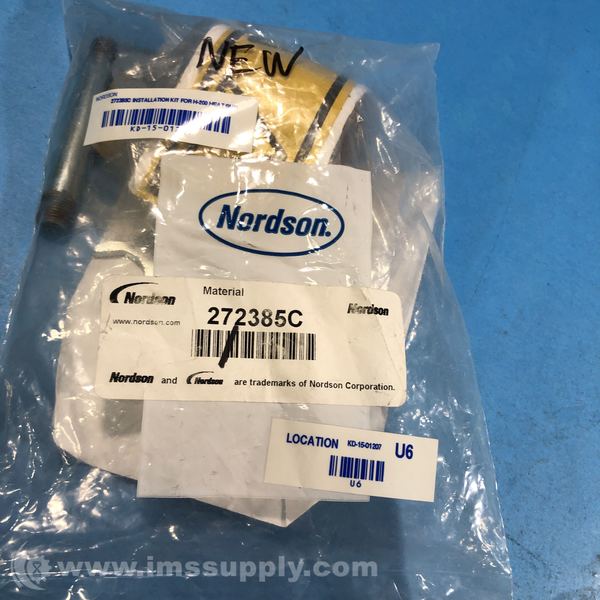 NEW
NORDSON
272385C INSTALLATION KIT FOR H-200 HEAT
KD-15-01
Nordson.
Nordson
Material
Nordson
www.nordson.com
272385C
Nordson and Nordson are trademarks of Nordson Corporation.
LOCATION KD-15-01207 U6
U6
www.imssupply.com